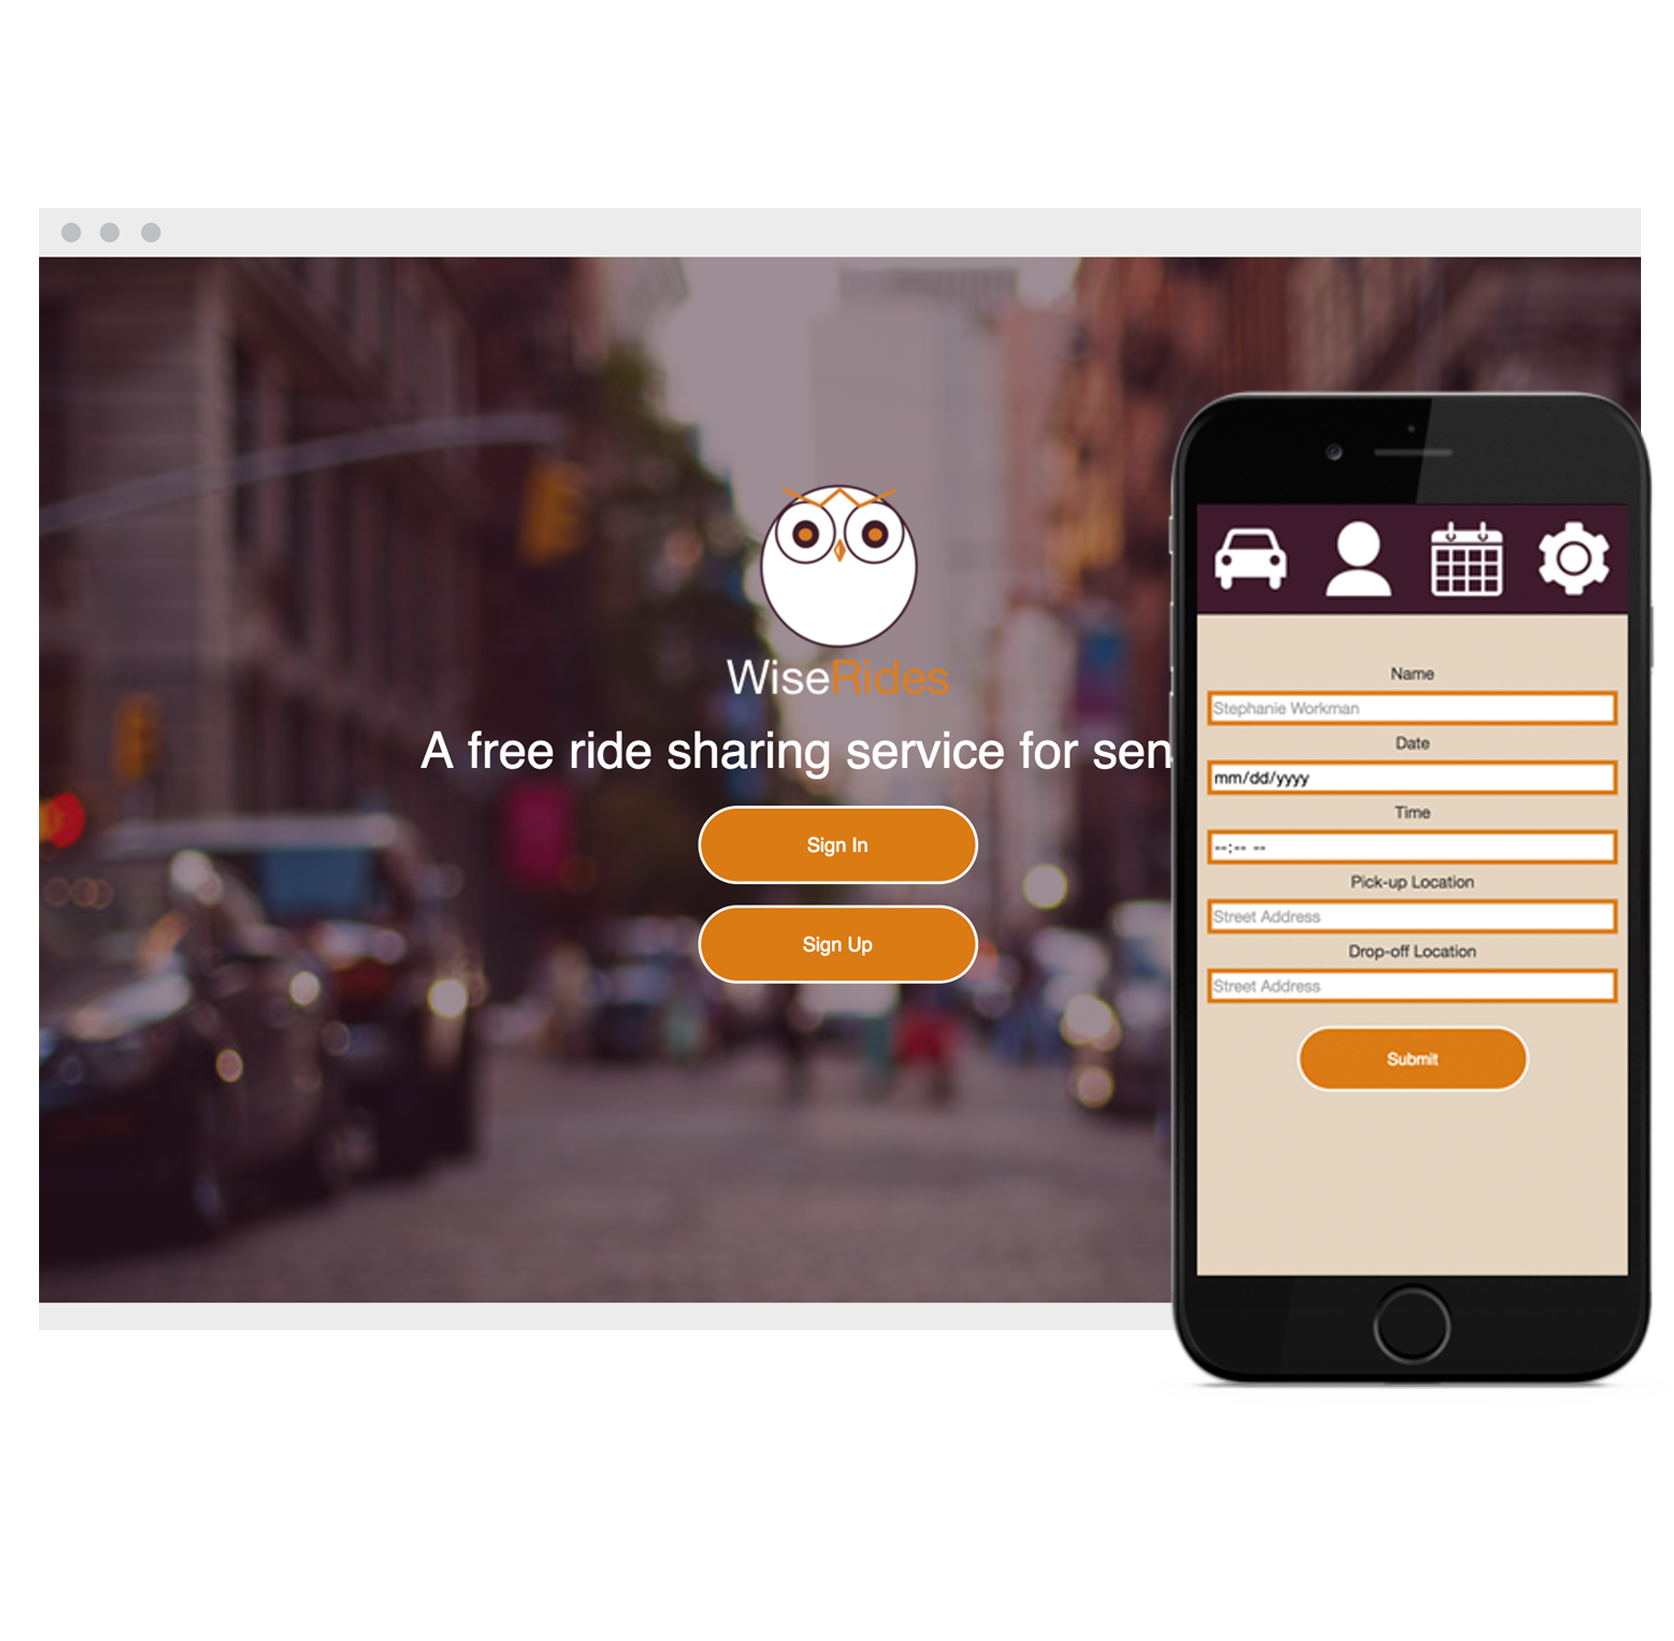 WiseRides
A free ride sharing service for sen
Sign In
Sign Up
Name
Stephanie Workman
Date
mm/dd/yyyy
Time
--:-- --
Pick-up Location
Street Address
Drop-off Location
Street Address
Submit